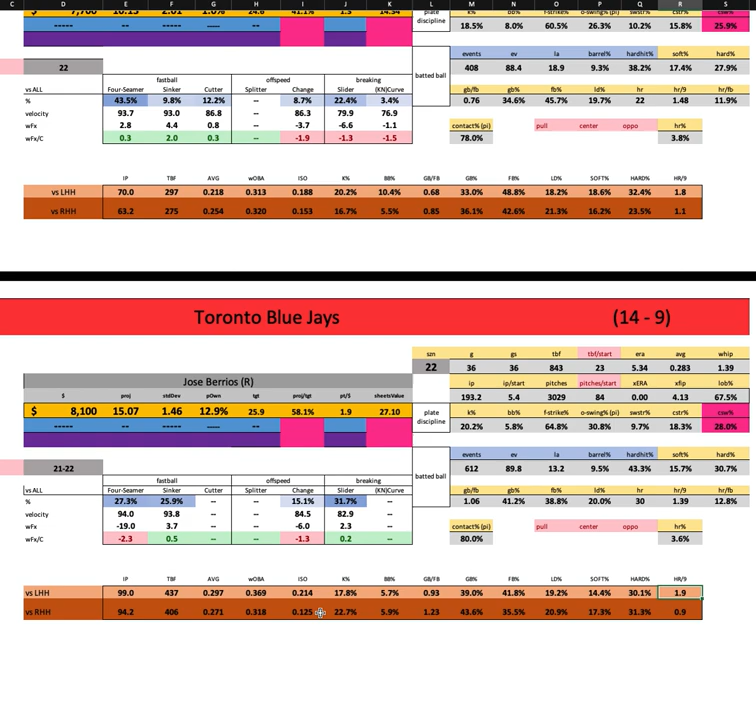 C D E F G H I J K L M N O P Q R S
plate discipline
18.5% 8.0% 60.5% 26.3% 10.2% 15.8% 25.9%
----- -- --- -- --
22
batted ball
events ev la barrel% hardhit% soft% hard%
408 88.4 18.9 9.3% 38.2% 17.4% 27.9%
fastball offspeed breaking
vs ALL Four-Seamer Sinker Cutter Splitter Change Slider (KN)Curve
gb/fb gb% fb% ld% hr hr/9 hr/fb
% 43.5% 9.8% 12.2% -- 8.7% 22.4% 3.4%
0.76 34.6% 45.7% 19.7% 22 1.48 11.9%
velocity 93.7 93.0 86.8 -- 86.3 79.9 76.9
wFx 2.8 4.4 0.8 -- -3.7 -6.6 -1.1
contact% (pi) pull center oppo hr%
wFx/C 0.3 2.0 0.3 -- -1.9 -1.3 -1.5
78.0% 3.8%
IP TBF AVG wOBA ISO K% BB% GB/FB GB% FB% LD% SOFT% HARD% HR/9
vs LHH 70.0 297 0.218 0.313 0.188 20.2% 10.4% 0.68 33.0% 48.8% 18.2% 18.6% 32.4% 1.8
vs RHH 63.2 275 0.254 0.320 0.153 16.7% 5.5% 0.85 36.1% 42.6% 21.3% 16.2% 23.5% 1.1
Toronto Blue Jays (14 - 9)
szn g gs tbf tbf/start era avg whip
22 36 36 843 23 5.34 0.283 1.39
Jose Berrios (R)
ip ip/start pitches pitches/start xERA xfip lob%
$ proj stdDev pOwn tgt proj/tgt pt/$ sheetsValue
193.2 5.4 3029 84 0.00 4.13 67.5%
$ 8,100 15.07 1.46 12.9% 25.9 58.1% 1.9 27.10
plate discipline
k% bb% f-strike% o-swing% (pi) swstr% cstr% csw%
----- -- --- -- --
20.2% 5.8% 64.8% 30.8% 9.7% 18.3% 28.0%
events ev la barrel% hardhit% soft% hard%
21-22
batted ball
612 89.8 13.2 9.5% 43.3% 15.7% 30.7%
fastball offspeed breaking
vs ALL Four-Seamer Sinker Cutter Splitter Change Slider (KN)Curve
gb/fb gb% fb% ld% hr hr/9 hr/fb
% 27.3% 25.9% -- -- 15.1% 31.7% --
1.06 41.2% 38.8% 20.0% 30 1.39 12.8%
velocity 94.0 93.8 -- -- 84.5 82.9 --
wFx -19.0 3.7 -- -- -6.0 2.3 --
contact% (pi) pull center oppo hr%
wFx/C -2.3 0.5 -- -- -1.3 0.2 --
80.0% 3.6%
IP TBF AVG wOBA ISO K% BB% GB/FB GB% FB% LD% SOFT% HARD% HR/9
vs LHH 99.0 437 0.297 0.369 0.214 17.8% 5.7% 0.93 39.0% 41.8% 19.2% 14.4% 30.1% 1.9
vs RHH 94.2 406 0.271 0.318 0.125 22.7% 5.9% 1.23 43.6% 35.5% 20.9% 17.3% 31.3% 0.9